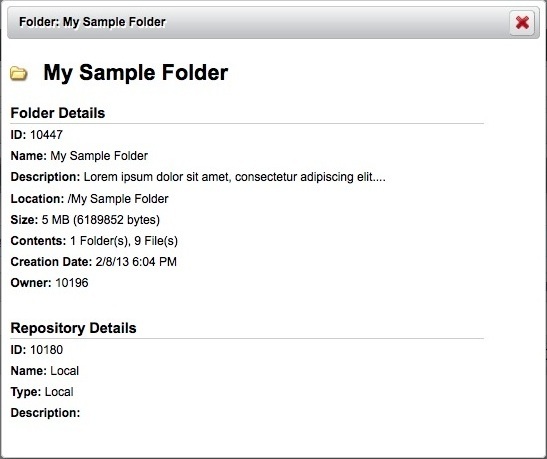 Folder: My Sample Folder
My Sample Folder
Folder Details
ID: 10447
Name: My Sample Folder
Description: Lorem ipsum dolor sit amet, consectetur adipiscing elit....
Location: /My Sample Folder
Size: 5 MB (6189852 bytes)
Contents: 1 Folder(s), 9 File(s)
Creation Date: 2/8/13 6:04 PM
Owner: 10196
Repository Details
ID: 10180
Name: Local
Type: Local
Description: